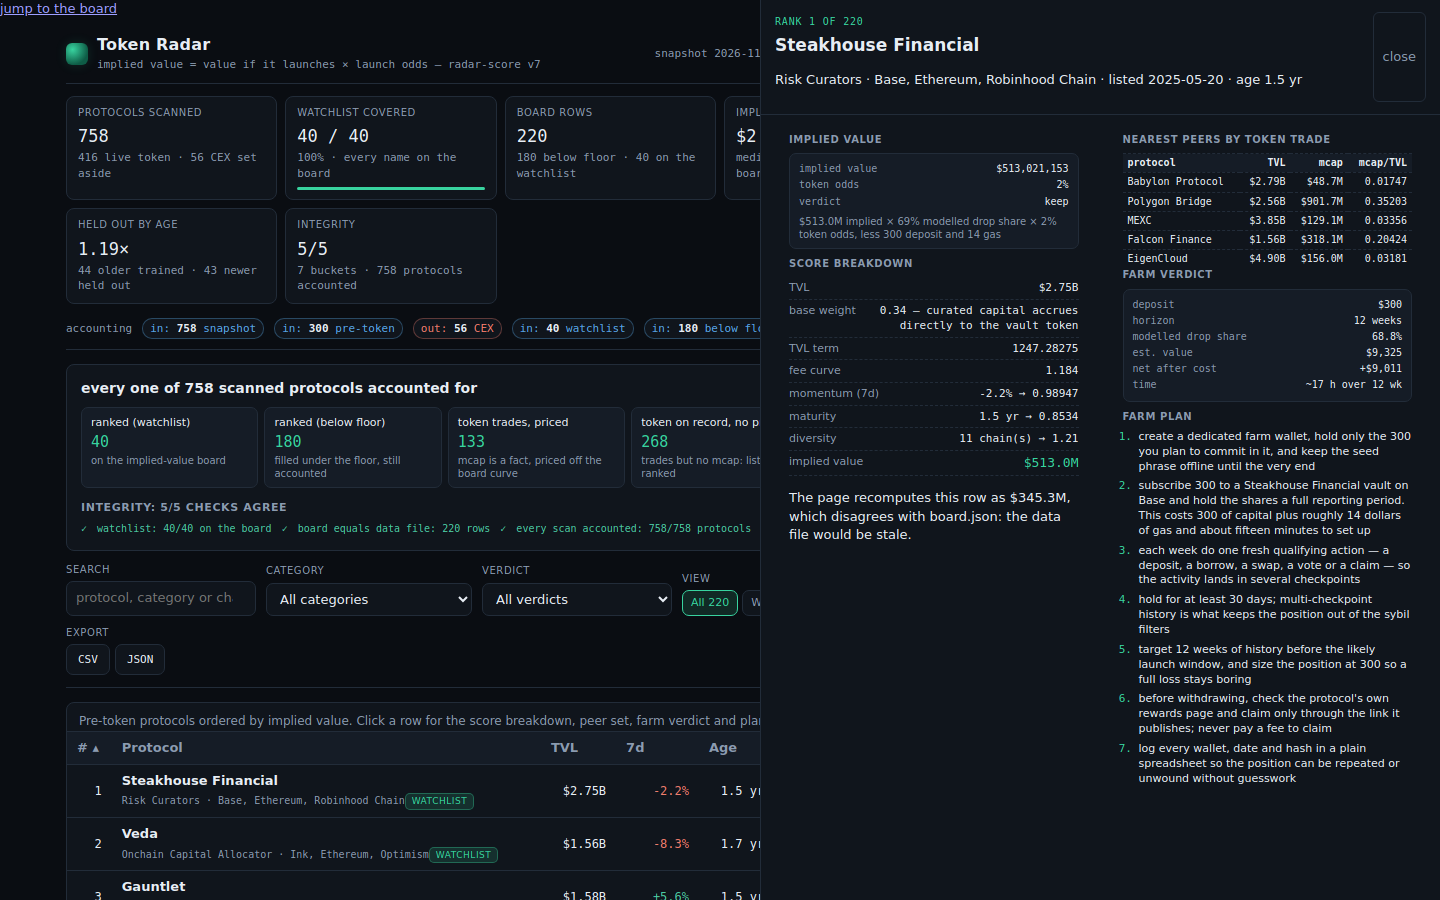 jump to the board
Token Radar
implied value = value if it launches × launch odds — radar-score v7
snapshot 2026-11
PROTOCOLS SCANNED
758
416 live token · 56 CEX set
aside
WATCHLIST COVERED
40 / 40
100% · every name on the
board
BOARD ROWS
220
180 below floor · 40 on the
watchlist
IMPL
$2
medi
boar
HELD OUT BY AGE
1.19×
44 older trained · 43 newer
held out
INTEGRITY
5/5
7 buckets · 758 protocols
accounted
accounting
in: 758 snapshot
in: 300 pre-token
out: 56 CEX
in: 40 watchlist
in: 180 below flo
every one of 758 scanned protocols accounted for
ranked (watchlist)
40
on the implied-value board
ranked (below floor)
180
filled under the floor, still
accounted
token trades, priced
133
mcap is a fact, priced off the
board curve
token on record, no p
268
trades but no mcap: list
ranked
INTEGRITY: 5/5 CHECKS AGREE
✓ watchlist: 40/40 on the board ✓ board equals data file: 220 rows ✓ every scan accounted: 758/758 protocols
SEARCH
protocol, category or ch
CATEGORY
All categories
VERDICT
All verdicts
VIEW
All 220
W
EXPORT
CSV
JSON
Pre-token protocols ordered by implied value. Click a row for the score breakdown, peer set, farm verdict and pla
# ▲ Protocol TVL 7d Age
1 Steakhouse Financial $2.75B -2.2% 1.5 yr
Risk Curators · Base, Ethereum, Robinhood Chain WATCHLIST
2 Veda $1.56B -8.3% 1.7 yr
Onchain Capital Allocator · Ink, Ethereum, Optimism WATCHLIST
3 Gauntlet $1.58B +5.6% 1.5 yr
RANK 1 OF 220
Steakhouse Financial
Risk Curators · Base, Ethereum, Robinhood Chain · listed 2025-05-20 · age 1.5 yr
close
IMPLIED VALUE
implied value $513,021,153
token odds 2%
verdict keep
$513.0M implied × 69% modelled drop share × 2%
token odds, less 300 deposit and 14 gas
SCORE BREAKDOWN
TVL $2.75B
base weight 0.34 — curated capital accrues
directly to the vault token
TVL term 1247.28275
fee curve 1.184
momentum (7d) -2.2% → 0.98947
maturity 1.5 yr → 0.8534
diversity 11 chain(s) → 1.21
implied value $513.0M
The page recomputes this row as $345.3M,
which disagrees with board.json: the data
file would be stale.
NEAREST PEERS BY TOKEN TRADE
protocol TVL mcap mcap/TVL
Babylon Protocol $2.79B $48.7M 0.01747
Polygon Bridge $2.56B $901.7M 0.35203
MEXC $3.85B $129.1M 0.03356
Falcon Finance $1.56B $318.1M 0.20424
EigenCloud $4.90B $156.0M 0.03181
FARM VERDICT
deposit $300
horizon 12 weeks
modelled drop share 68.8%
est. value $9,325
net after cost +$9,011
time ~17 h over 12 wk
FARM PLAN
1. create a dedicated farm wallet, hold only the 300
you plan to commit in it, and keep the seed
phrase offline until the very end
2. subscribe 300 to a Steakhouse Financial vault on
Base and hold the shares a full reporting period.
This costs 300 of capital plus roughly 14 dollars
of gas and about fifteen minutes to set up
3. each week do one fresh qualifying action — a
deposit, a borrow, a swap, a vote or a claim — so
the activity lands in several checkpoints
4. hold for at least 30 days; multi-checkpoint
history is what keeps the position out of the sybil
filters
5. target 12 weeks of history before the likely
launch window, and size the position at 300 so a
full loss stays boring
6. before withdrawing, check the protocol's own
rewards page and claim only through the link it
publishes; never pay a fee to claim
7. log every wallet, date and hash in a plain
spreadsheet so the position can be repeated or
unwound without guesswork